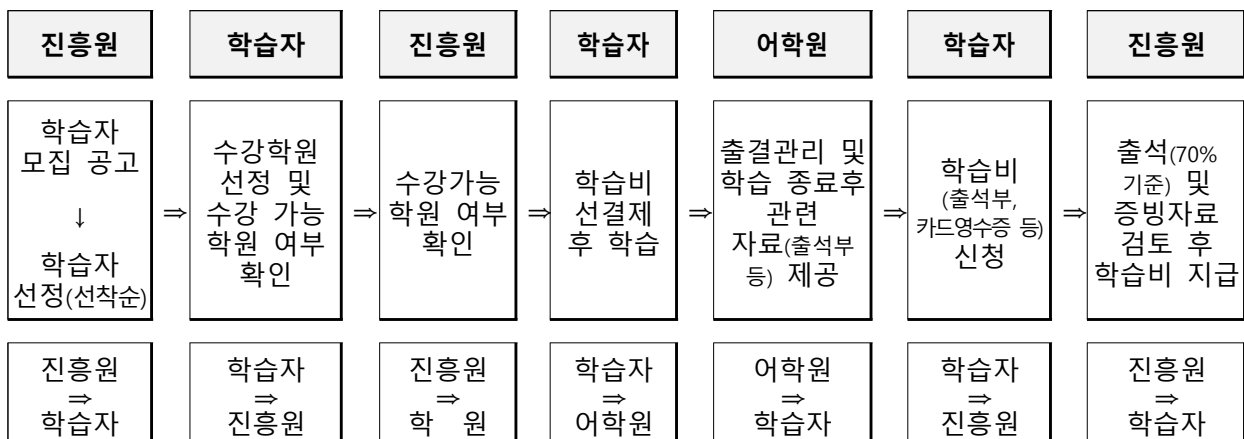 진흥원
학습자
진흥원
학습자
어학원
학습자
진흥원
학습자
모집 공고
↓
학습자
선정(선착순)
⇒
수강학원
선정 및
수강 가능
학원 여부
확인
⇒
수강가능
학원 여부
확인
⇒
학습비
선결제
후 학습
⇒
출결관리 및
학습 종료후
관련
자료(출석부
등) 제공
⇒
학습비
(출석부,
카드영수증 등)
신청
⇒
출석(70%
기준) 및
증빙자료
검토 후
학습비 지급
진흥원
⇒
학습자
학습자
⇒
진흥원
진흥원
⇒
학 원
학습자
⇒
어학원
어학원
⇒
학습자
학습자
⇒
진흥원
진흥원
⇒
학습자